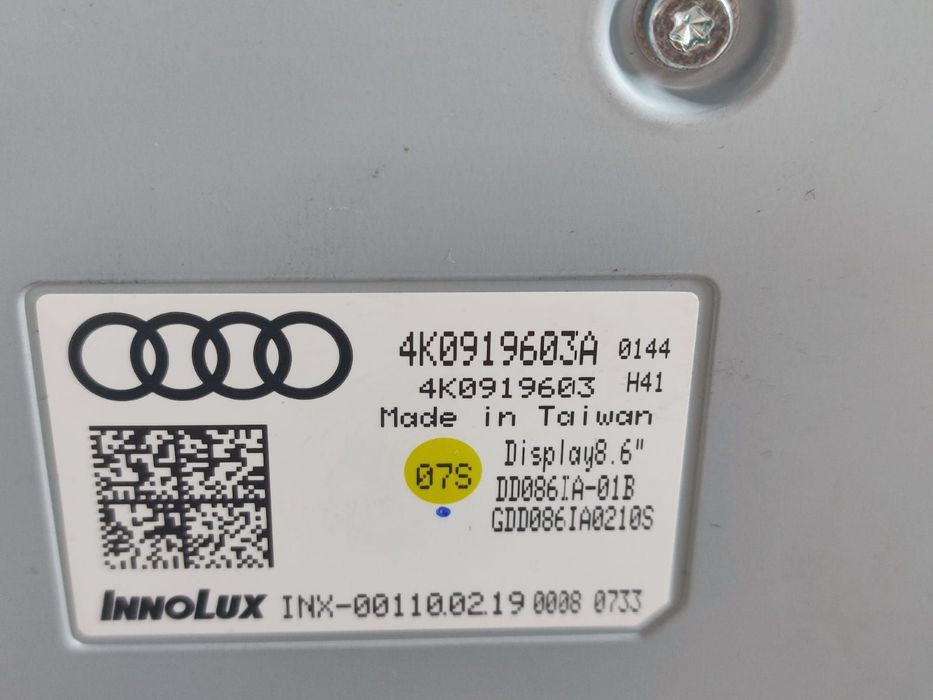 4K0919603A 0144
4K0919603 H41
Made in Taiwan
07S
Display8.6"
DD086IA-01B
GDD086IA0210S
INNOLUX INX-00110.02.19 0008 0733